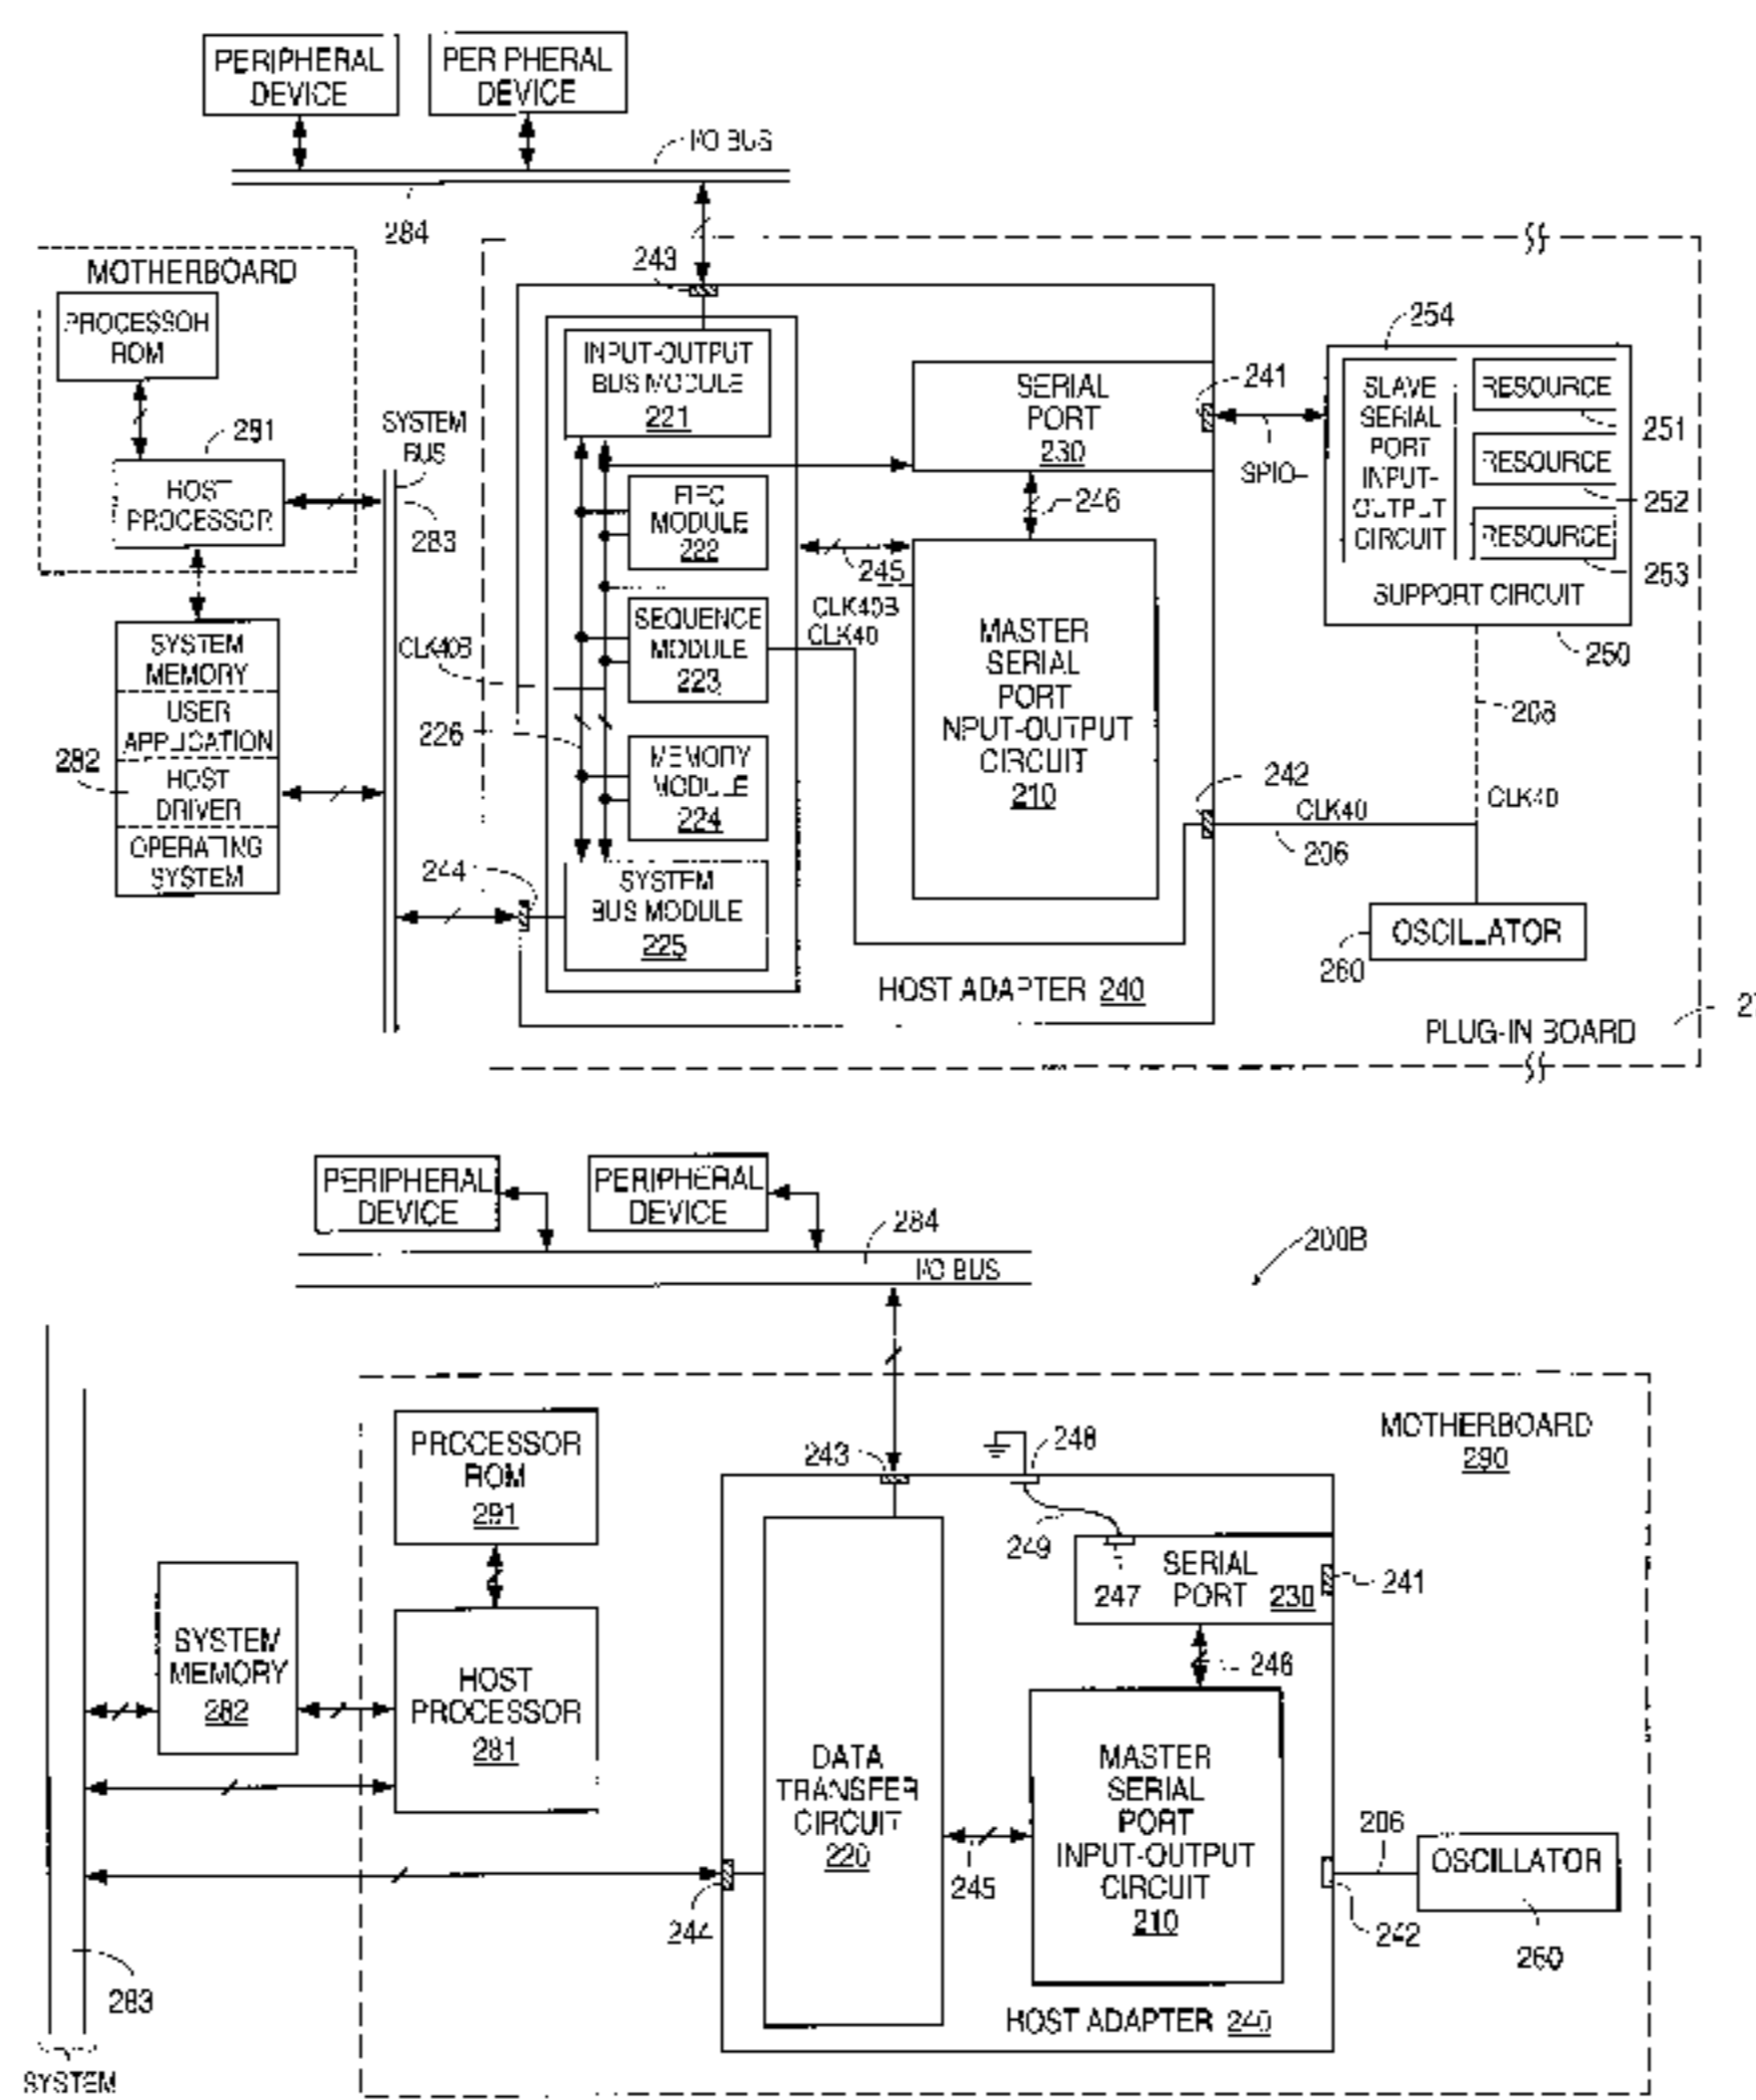 PERIPHERAL
DEVICE
PER PHERAL
DEVICE
I/O BUS
284
243
MOTHERBOARD
PROCESSOR
ROM
281
HOST
PROCESSOR
SYSTEM
BUS
283
INPUT-OUTPUT
BUS MODULE
221
SERIAL
PORT
230
241
SPIO
254
SLAVE
SERIAL
PORT
INPUT-
OUTPUT
CIRCUIT
RESOURCE
251
RESOURCE
252
RESOURCE
253
SUPPORT CIRCUIT
250
FIFO
MODULE
222
246
245
CLK40B
CLK40
SEQUENCE
MODULE
223
CLK40B
226
MEMORY
MODULE
224
MASTER
SERIAL
PORT
NPUT-OUTPUT
CIRCUIT
210
SYSTEM
MEMORY
USER
APPLICATION
HOST
DRIVER
OPERATING
SYSTEM
282
208
242
CLK40
CLK40
206
244
SYSTEM
BUS MODULE
225
OSCILLATOR
260
HOST ADAPTER 240
PLUG-IN BOARD
PERIPHERAL
DEVICE
PERIPHERAL
DEVICE
284
I/O BUS
200B
MOTHERBOARD
290
PROCESSOR
ROM
291
243
248
249
247
SERIAL
PORT 230
241
246
SYSTEM
MEMORY
282
HOST
PROCESSOR
281
DATA
TRANSFER
CIRCUIT
220
MASTER
SERIAL
PORT
INPUT-OUTPUT
CIRCUIT
210
245
244
206
OSCILLATOR
242
260
HOST ADAPTER 240
283
SYSTEM